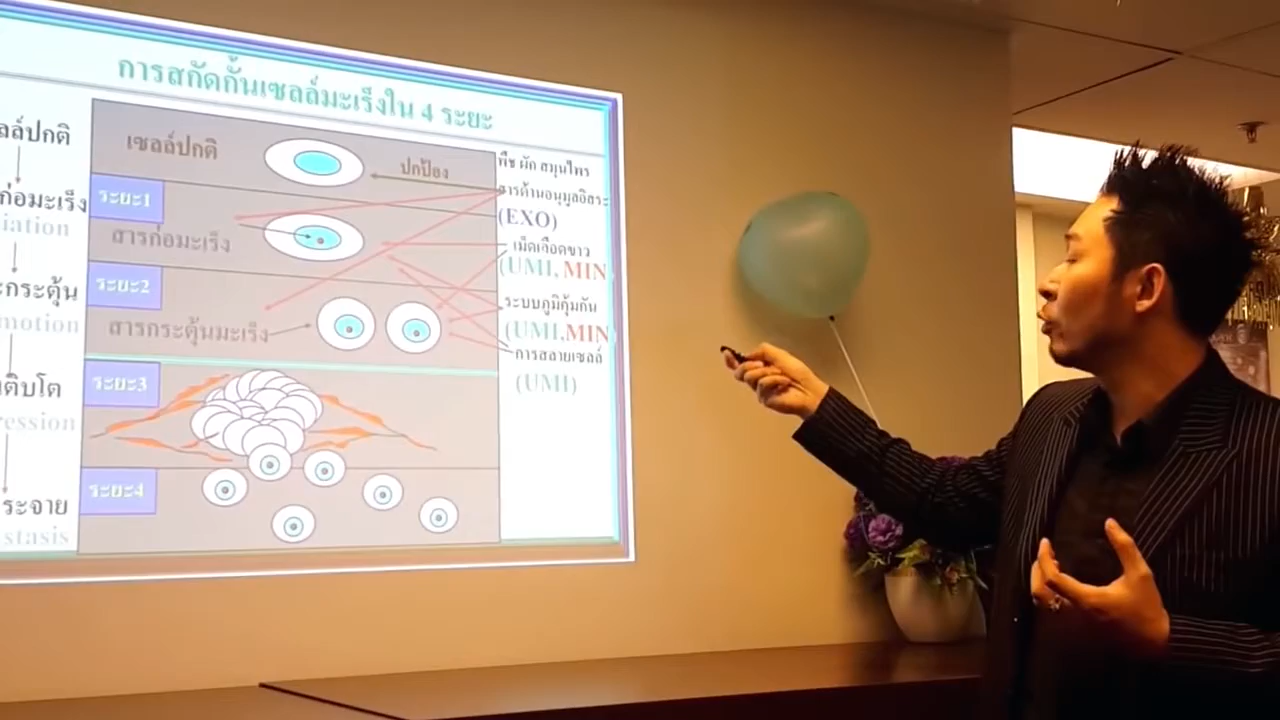 การสกัดกั้นเซลล์มะเร็งใน 4 ระยะ
ลล์ปกติ
ก่อมะเร็ง
iation
กระตุ้น
motion
ติบโต
ression
ระจาย
stasis
เซลล์ปกติ
ปกป้อง
ระยะ1
สารก่อมะเร็ง
ระยะ2
สารกระตุ้นมะเร็ง
ระยะ3
ระยะ4
พืช ผัก สมุนไพร
สารต้านอนุมูลอิสระ
(EXO)
เม็ดเลือดขาว
(UMI, MIN
ระบบภูมิคุ้มกัน
(UMI,MIN
การสลายเซลล์
(UMI)